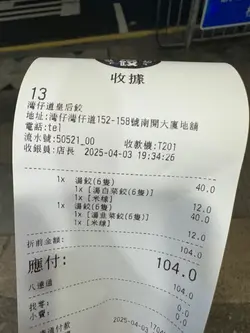 收據
13
灣仔道皇后餃
地址:灣仔灣仔道152-158號南開大廈地舖
電話:tel
流水號:50521_00 收款機:T201
收銀員:店長 2025-04-03 19:34:26
1x 湯餃(6隻) 40.0
1x [湯白菜餃(6隻)]
1x [米線] 12.0
1x 湯餃(6隻) 40.0
1x [湯韭菜餃(6隻)]
1x [米線] 12.0
折前金額: 104.0
應付: 104.0
八達通 104.0
找零:
小費:
2025-04-03